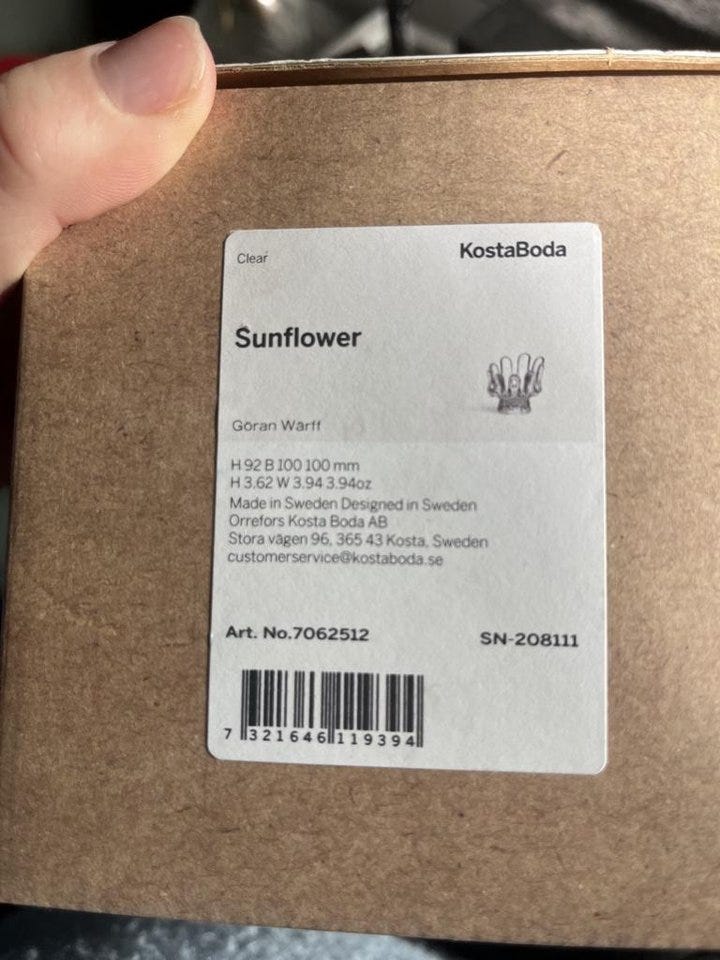 Clear
KostaBoda
Sunflower
Göran Wärff
H 92 B 100 100 mm
H 3.62 W 3.94 3.94oz
Made in Sweden Designed in Sweden
Orrefors Kosta Boda AB
Stora vägen 96, 365 43 Kosta, Sweden
customerservice@kostaboda.se
Art. No.7062512
SN-208111
7 321646 119394